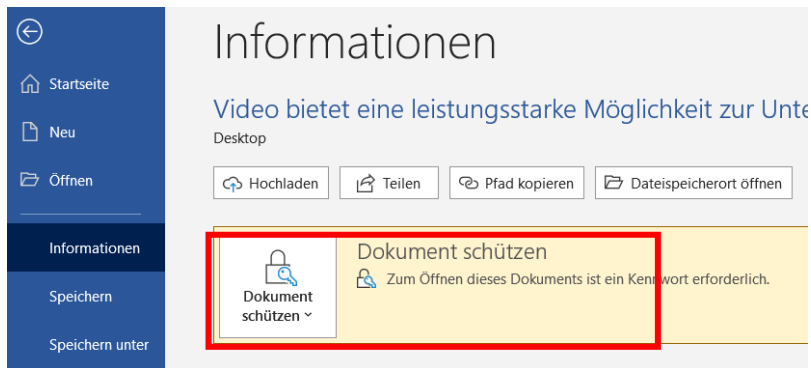 Informationen
Startseite
Neu
Öffnen
Informationen
Speichern
Speichern unter
Video bietet eine leistungsstarke Möglichkeit zur Unte
Desktop
Hochladen
Teilen
Pfad kopieren
Dateispeicherort öffnen
Dokument
schützen
Dokument schützen
Zum Öffnen dieses Dokuments ist ein Kennwort erforderlich.